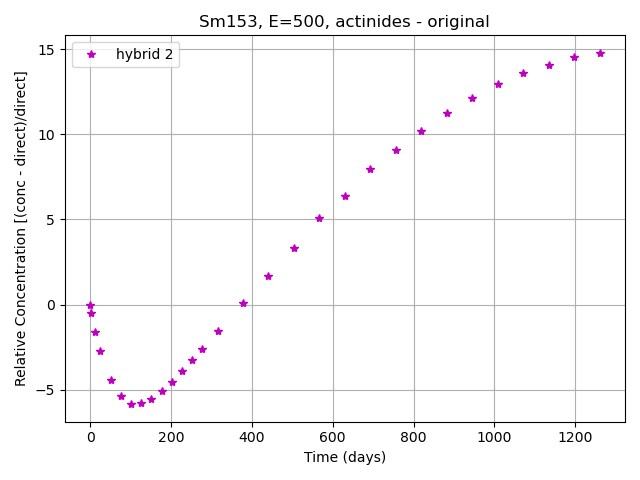 Sm153, E=500, actinides - original
hybrid 2
Relative Concentration [(conc - direct)/direct]
15
10
5
0
−5
0 200 400 600 800 1000 1200
Time (days)